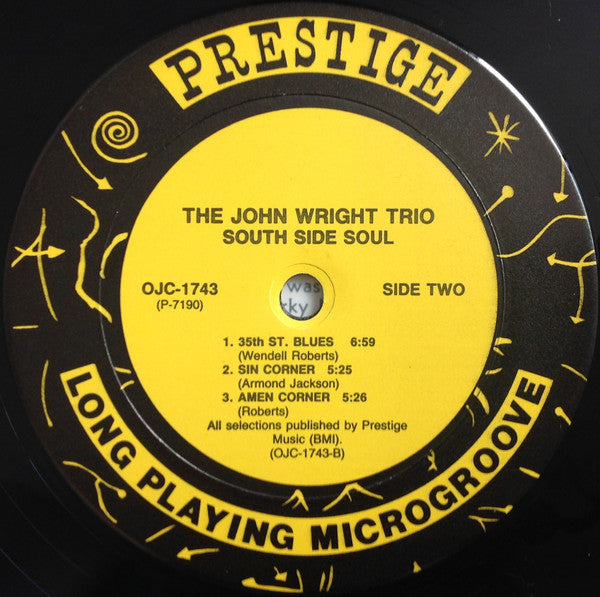 PRESTIGE
THE JOHN WRIGHT TRIO
SOUTH SIDE SOUL
OJC-1743
(P-7190)
SIDE TWO
was
rky
1. 35th ST. BLUES 6:59
(Wendell Roberts)
2. SIN CORNER 5:25
(Armond Jackson)
3. AMEN CORNER 5:26
(Roberts)
All selections published by Prestige
Music (BMI).
(OJC-1743-B)
LONG PLAYING MICROGROOVE